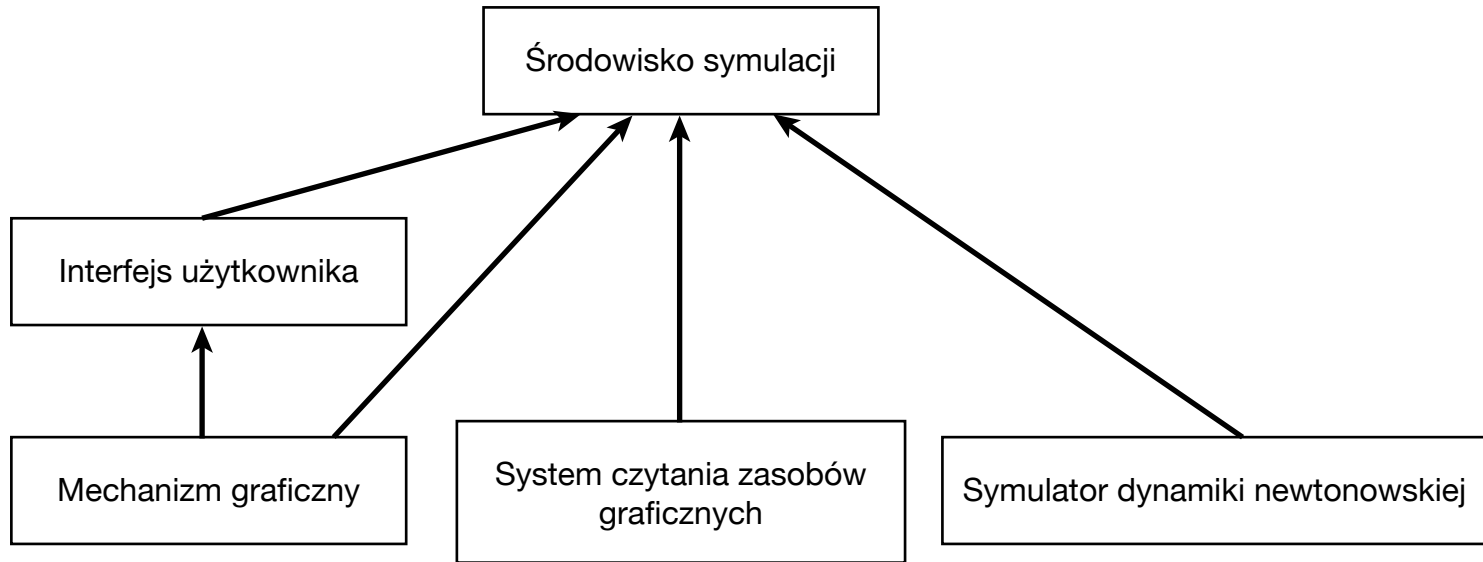 Środowisko symulacji
Interfejs użytkownika
Mechanizm graficzny
System czytania zasobów
graficznych
Symulator dynamiki newtonowskiej